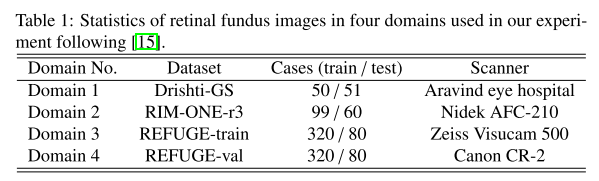 Table 1: Statistics of retinal fundus images in four domains used in our experi-
ment following [15].
Domain No. Dataset Cases (train / test) Scanner
Domain 1 Drishti-GS 50 / 51 Aravind eye hospital
Domain 2 RIM-ONE-r3 99 / 60 Nidek AFC-210
Domain 3 REFUGE-train 320 / 80 Zeiss Visucam 500
Domain 4 REFUGE-val 320 / 80 Canon CR-2